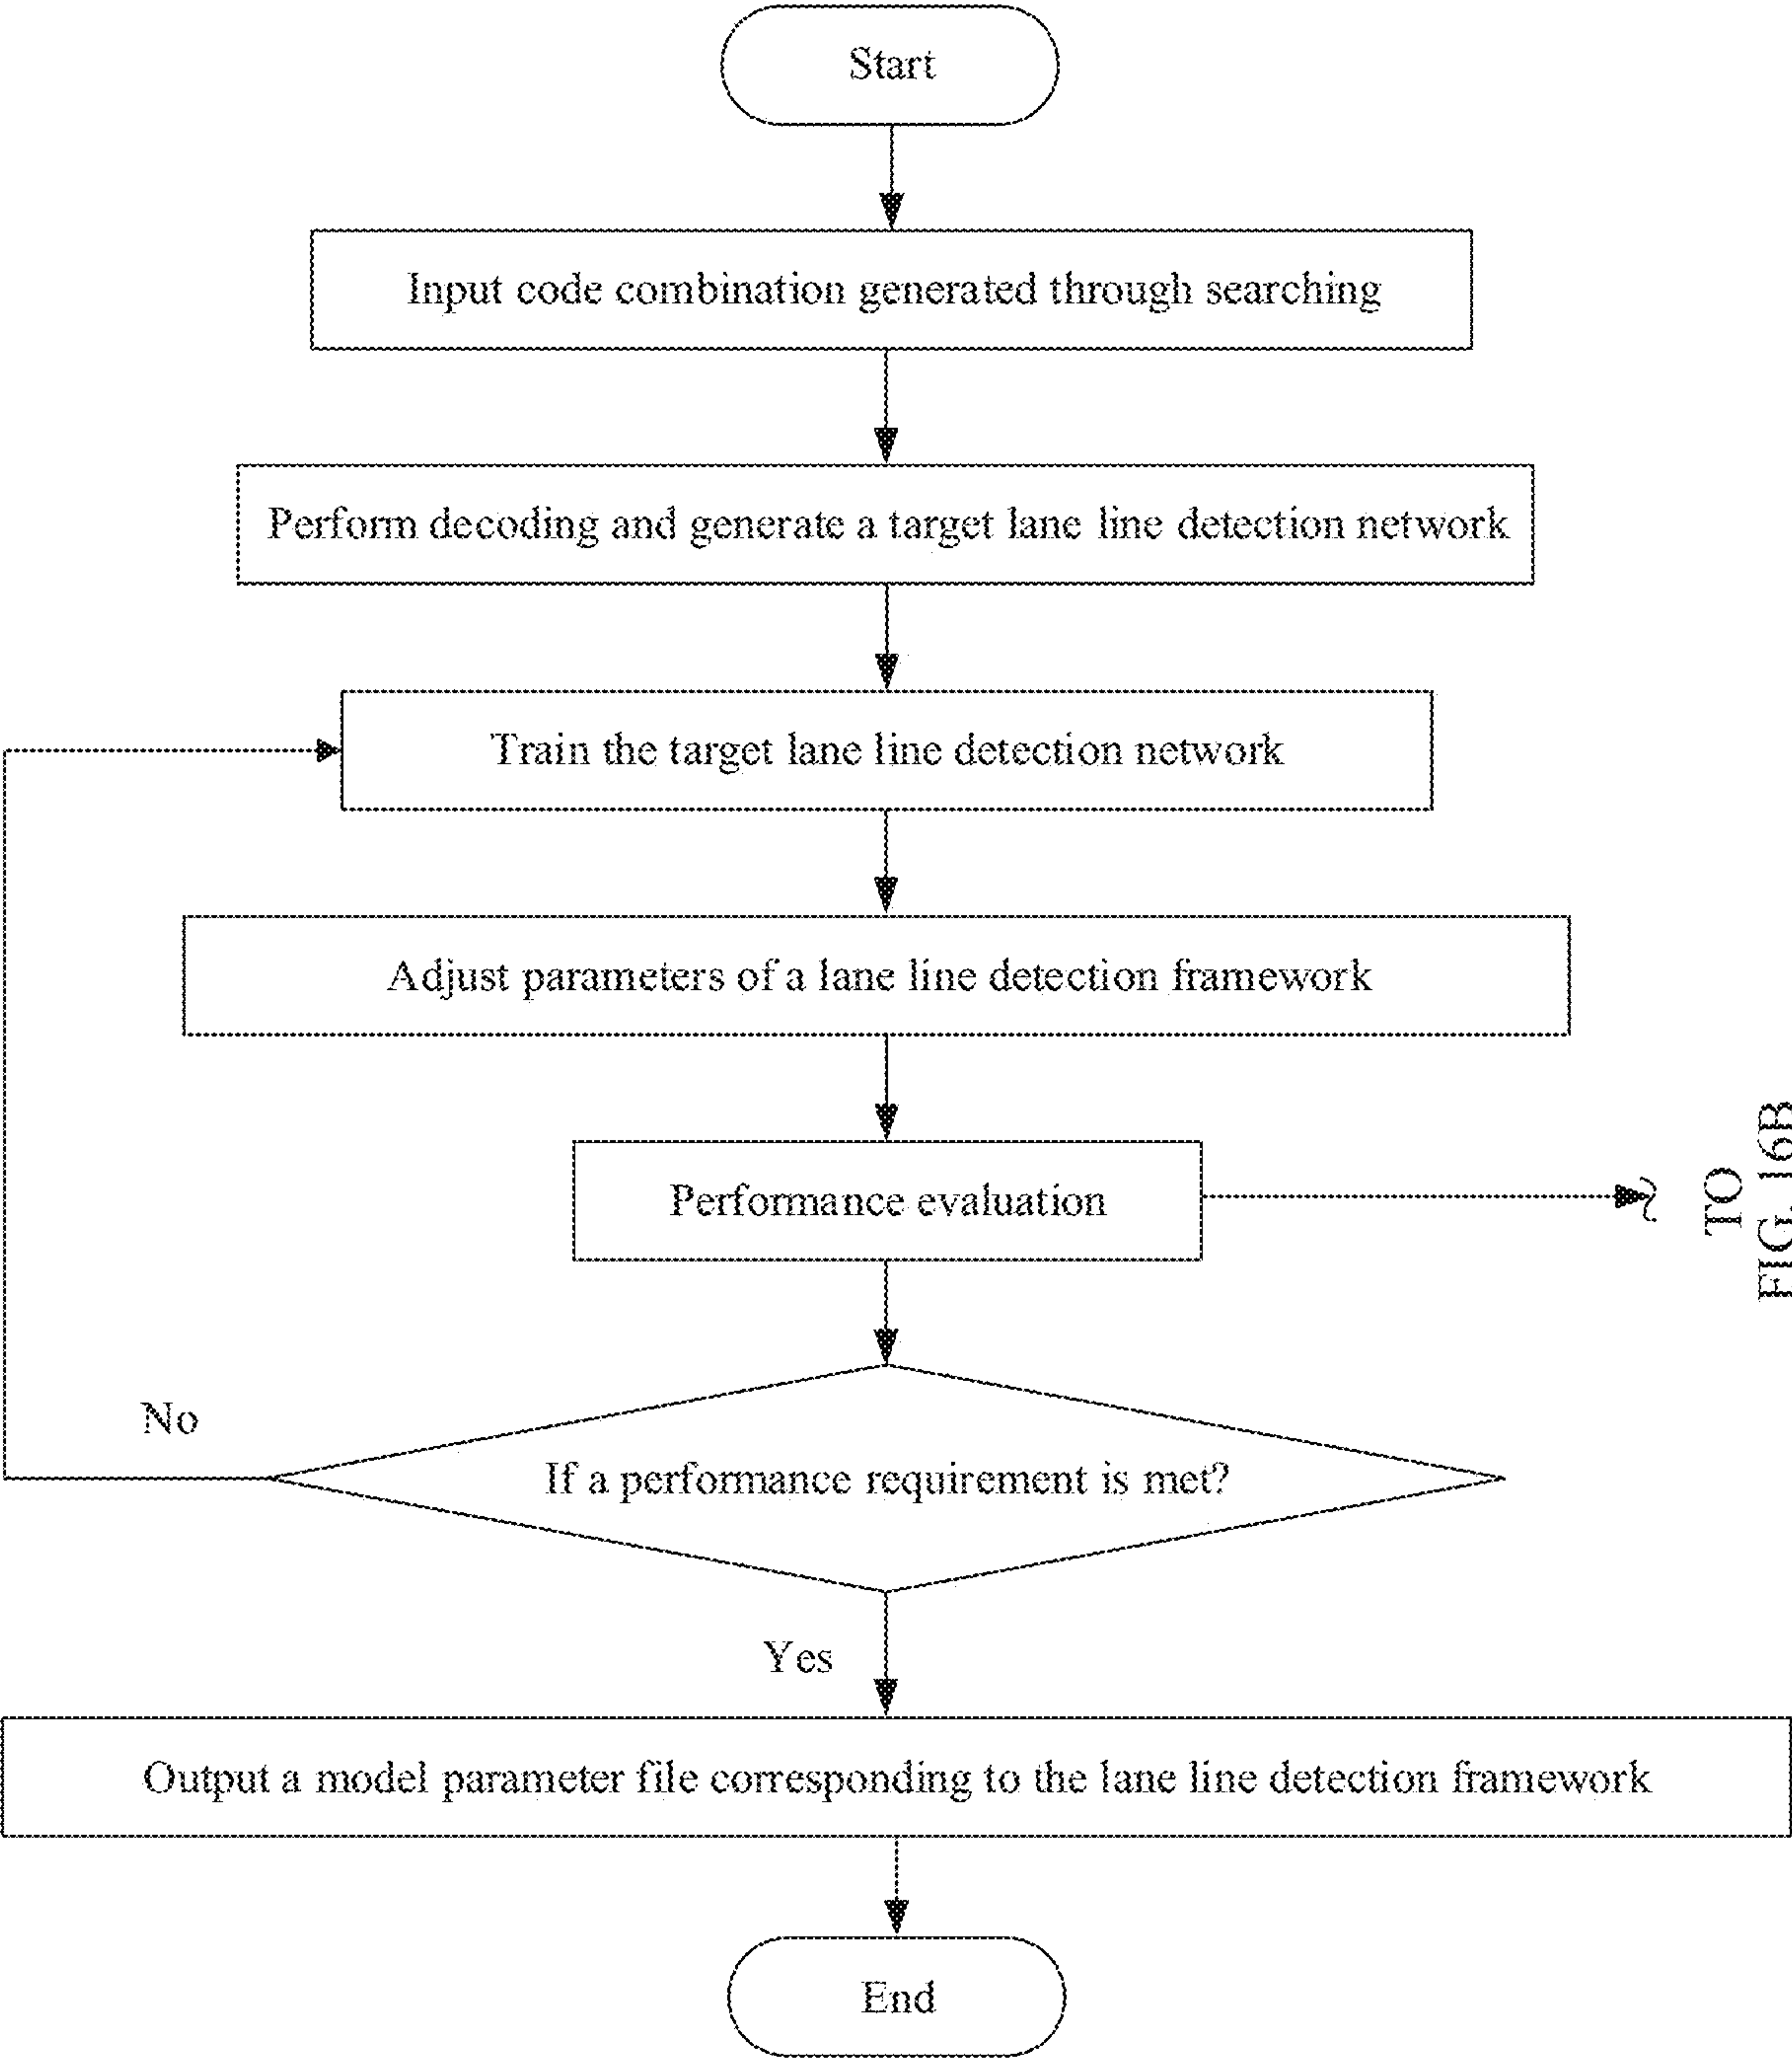 Start
Input code combination generated through searching
Perform decoding and generate a target lane line detection network
Train the target lane line detection network
Adjust parameters of a lane line detection framework
Performance evaluation
TO
FIG. 16B
No
If a performance requirement is met?
Yes
Output a model parameter file corresponding to the lane line detection framework
End